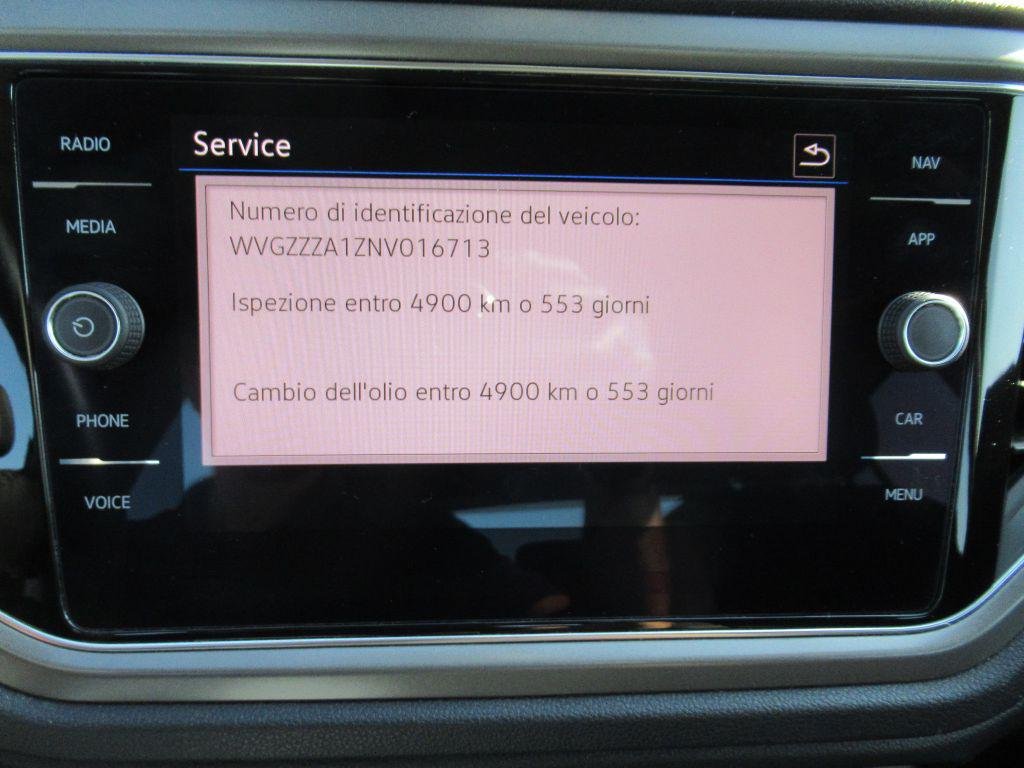 RADIO
MEDIA
PHONE
VOICE
Service
Numero di identificazione del veicolo:
WVGZZZA1ZNV016713
Ispezione entro 4900 km o 553 giorni
Cambio dell'olio entro 4900 km o 553 giorni
NAV
APP
CAR
MENU